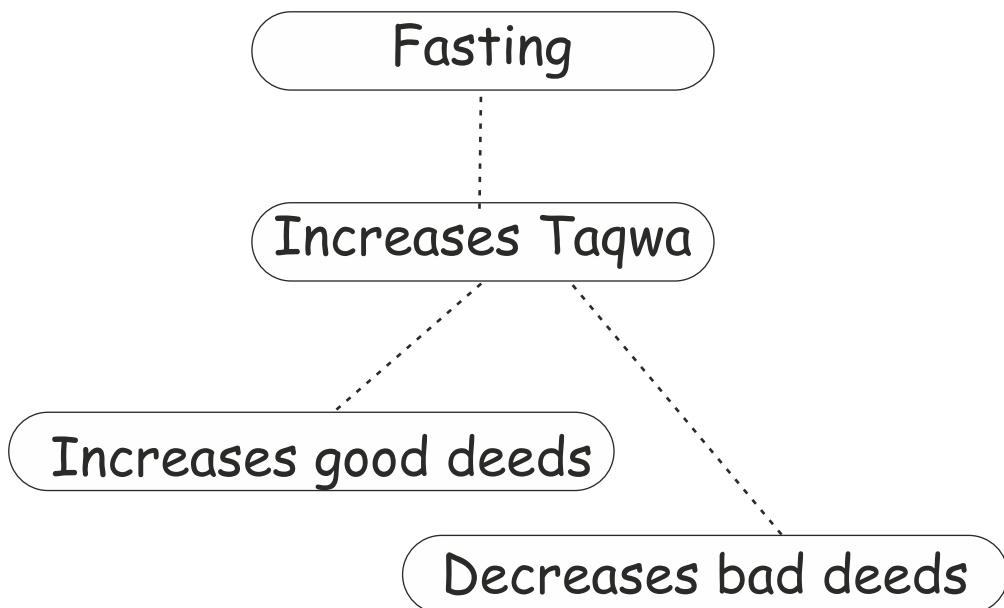 Fasting
Increases Taqwa
Increases good deeds
Decreases bad deeds